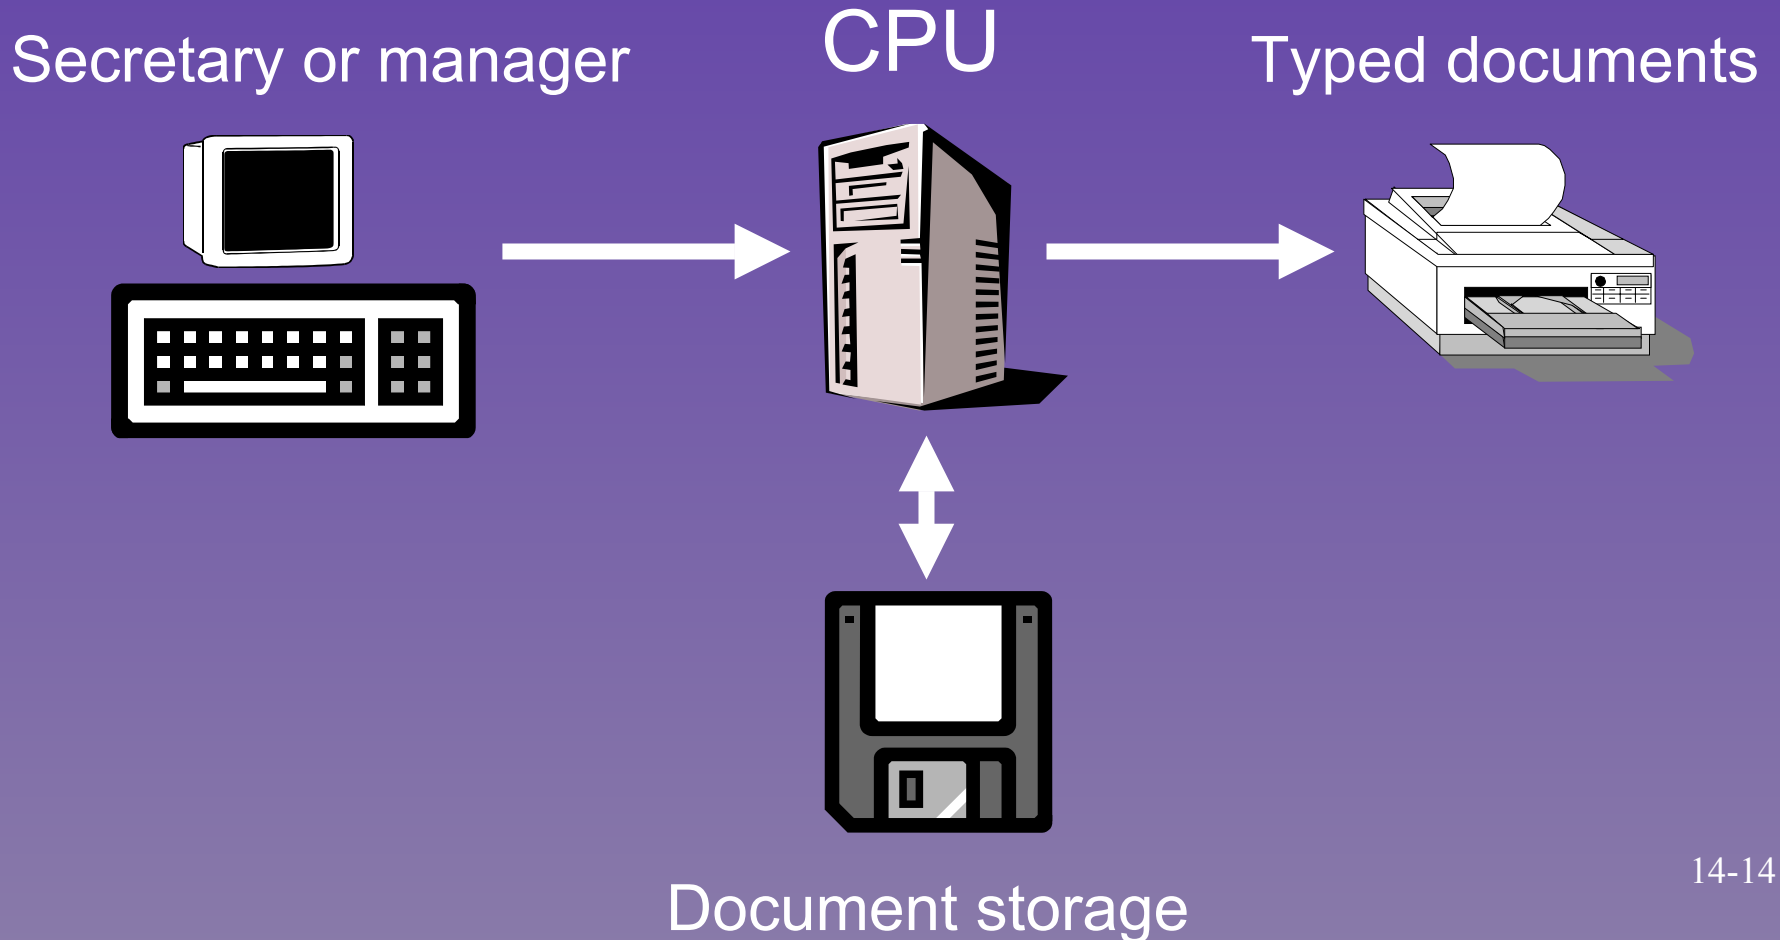 Secretary or manager
CPU
Typed documents
Document storage
14-14